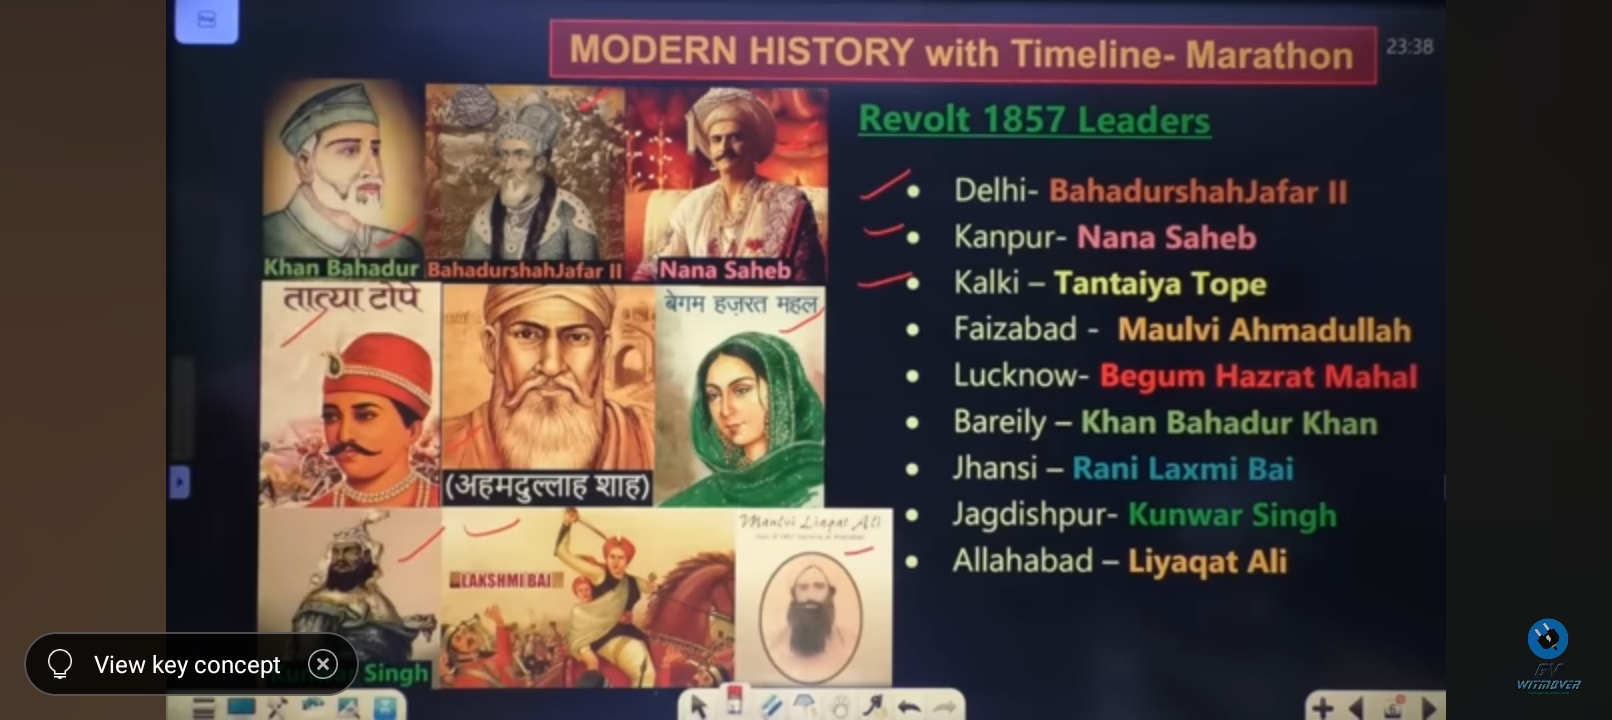 MODERN HISTORY with Timeline- Marathon
23:38
Revolt 1857 Leaders
Khan Bahadur
BahadurshahJafar II
Nana Saheb
तात्या टोपे
(अहमदुल्लाह शाह)
बेगम हज़रत महल
Singh
LAKSHMI BAI
Maulvi Liaqat Ali
• Delhi- BahadurshahJafar II
• Kanpur- Nana Saheb
• Kalki – Tantaiya Tope
• Faizabad - Maulvi Ahmadullah
• Lucknow- Begum Hazrat Mahal
• Bareily – Khan Bahadur Khan
• Jhansi – Rani Laxmi Bai
• Jagdishpur- Kunwar Singh
• Allahabad – Liyaqat Ali
View key concept
WITMOVER